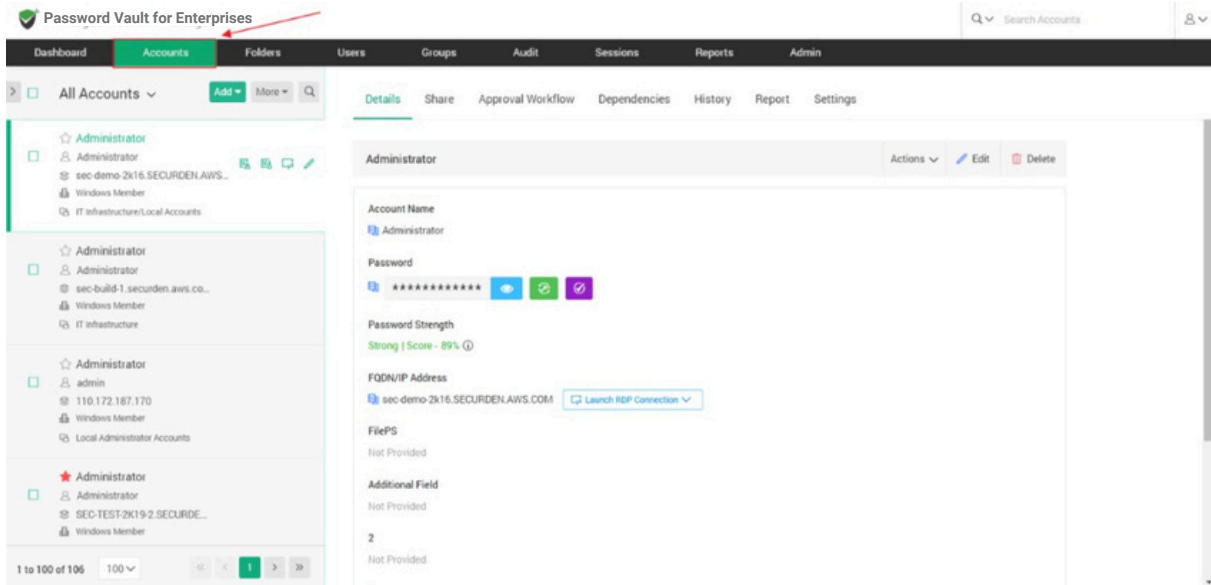 Password Vault for Enterprises
Search Accounts
Dashboard Accounts Folders Users Groups Audit Sessions Reports Admin
All Accounts Add More
Details Share Approval Workflow Dependencies History Report Settings
Administrator
Administrator
sec-demo-2k16.SECURDEN.AWS...
Windows Member
IT Infrastructure/Local Accounts
Administrator
Administrator
sec-build-1.securden.aws.co...
Windows Member
IT Infrastructure
Administrator
admin
110.172.187.170
Windows Member
Local Administrator Accounts
Administrator
Administrator
SEC-TEST-2K19-2.SECURDE...
Windows Member
1 to 100 of 106 100 « < 1 > »
Administrator Actions Edit Delete
Account Name
Administrator
Password
************
Password Strength
Strong | Score - 89%
FQDN/IP Address
sec-demo-2k16.SECURDEN.AWS.COM Launch RDP Connection
FilePS
Not Provided
Additional Field
Not Provided
2
Not Provided